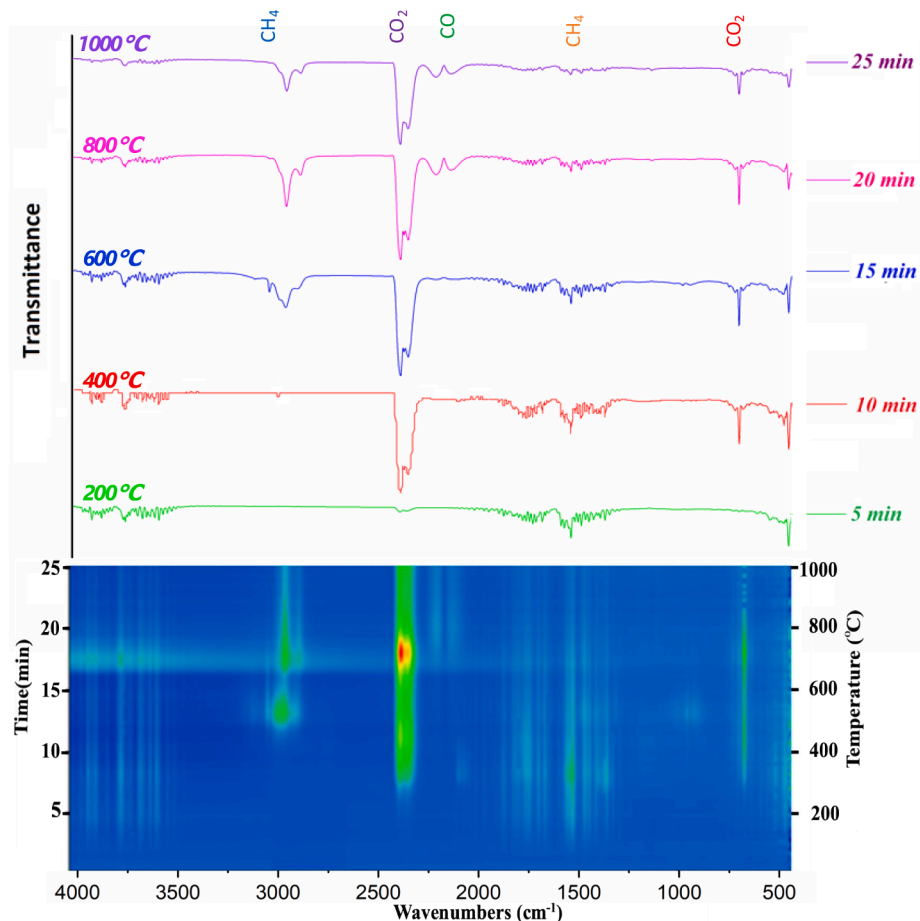 CH₄
CO₂
CO
CH₄
CO₂
1000°C
25 min
800°C
20 min
600°C
15 min
400°C
10 min
200°C
5 min
Transmittance
25
20
15
10
5
Time(min)
1000
800
600
400
200
Temperature (°C)
4000 3500 3000 2500 2000 1500 1000 500
Wavenumbers (cm⁻¹)